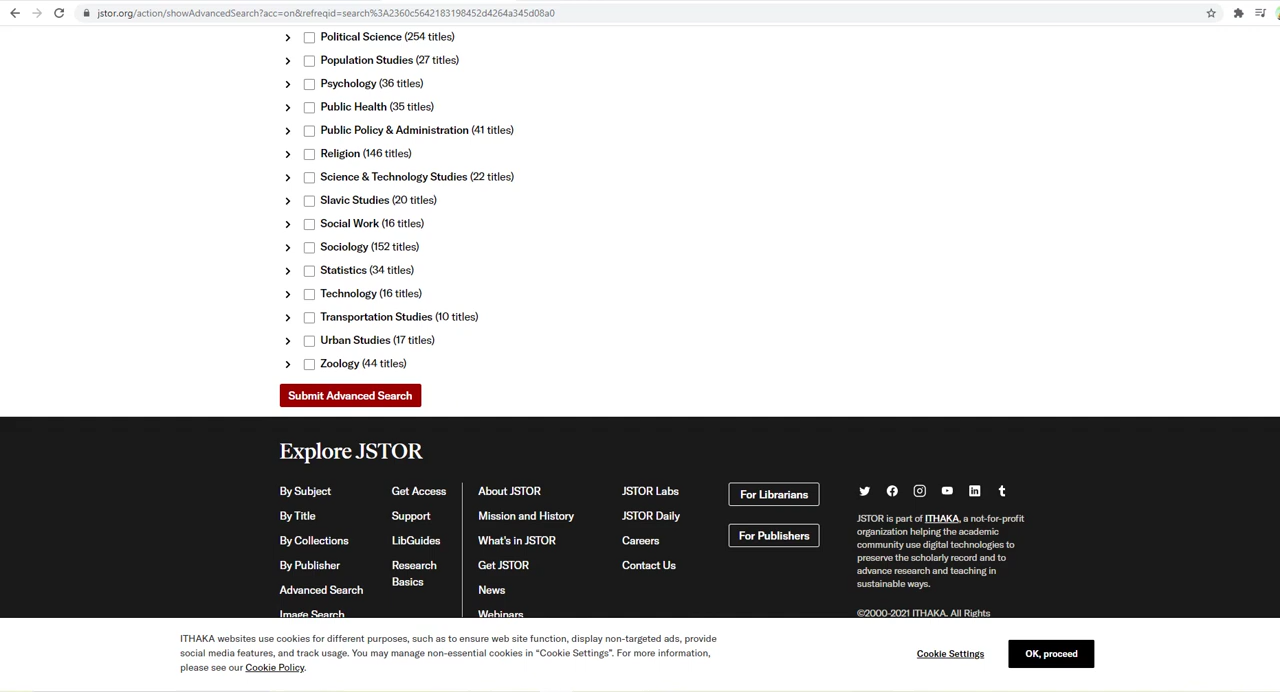 jstor.org/action/showAdvancedSearch?acc=on&refreqid=search%3A2360c5642183198452d4264a345d08a0
Political Science (254 titles)
Population Studies (27 titles)
Psychology (36 titles)
Public Health (35 titles)
Public Policy & Administration (41 titles)
Religion (146 titles)
Science & Technology Studies (22 titles)
Slavic Studies (20 titles)
Social Work (16 titles)
Sociology (152 titles)
Statistics (34 titles)
Technology (16 titles)
Transportation Studies (10 titles)
Urban Studies (17 titles)
Zoology (44 titles)
Submit Advanced Search
Explore JSTOR
By Subject
By Title
By Collections
By Publisher
Advanced Search
Image Search
Get Access
Support
LibGuides
Research
Basics
About JSTOR
Mission and History
What's in JSTOR
Get JSTOR
News
Webinars
JSTOR Labs
JSTOR Daily
Careers
Contact Us
For Librarians
For Publishers
JSTOR is part of ITHAKA, a not-for-profit
organization helping the academic
community use digital technologies to
preserve the scholarly record and to
advance research and teaching in
sustainable ways.
©2000-2021 ITHAKA. All Rights
ITHAKA websites use cookies for different purposes, such as to ensure web site function, display non-targeted ads, provide
social media features, and track usage. You may manage non-essential cookies in “Cookie Settings”. For more information,
please see our Cookie Policy.
Cookie Settings
OK, proceed